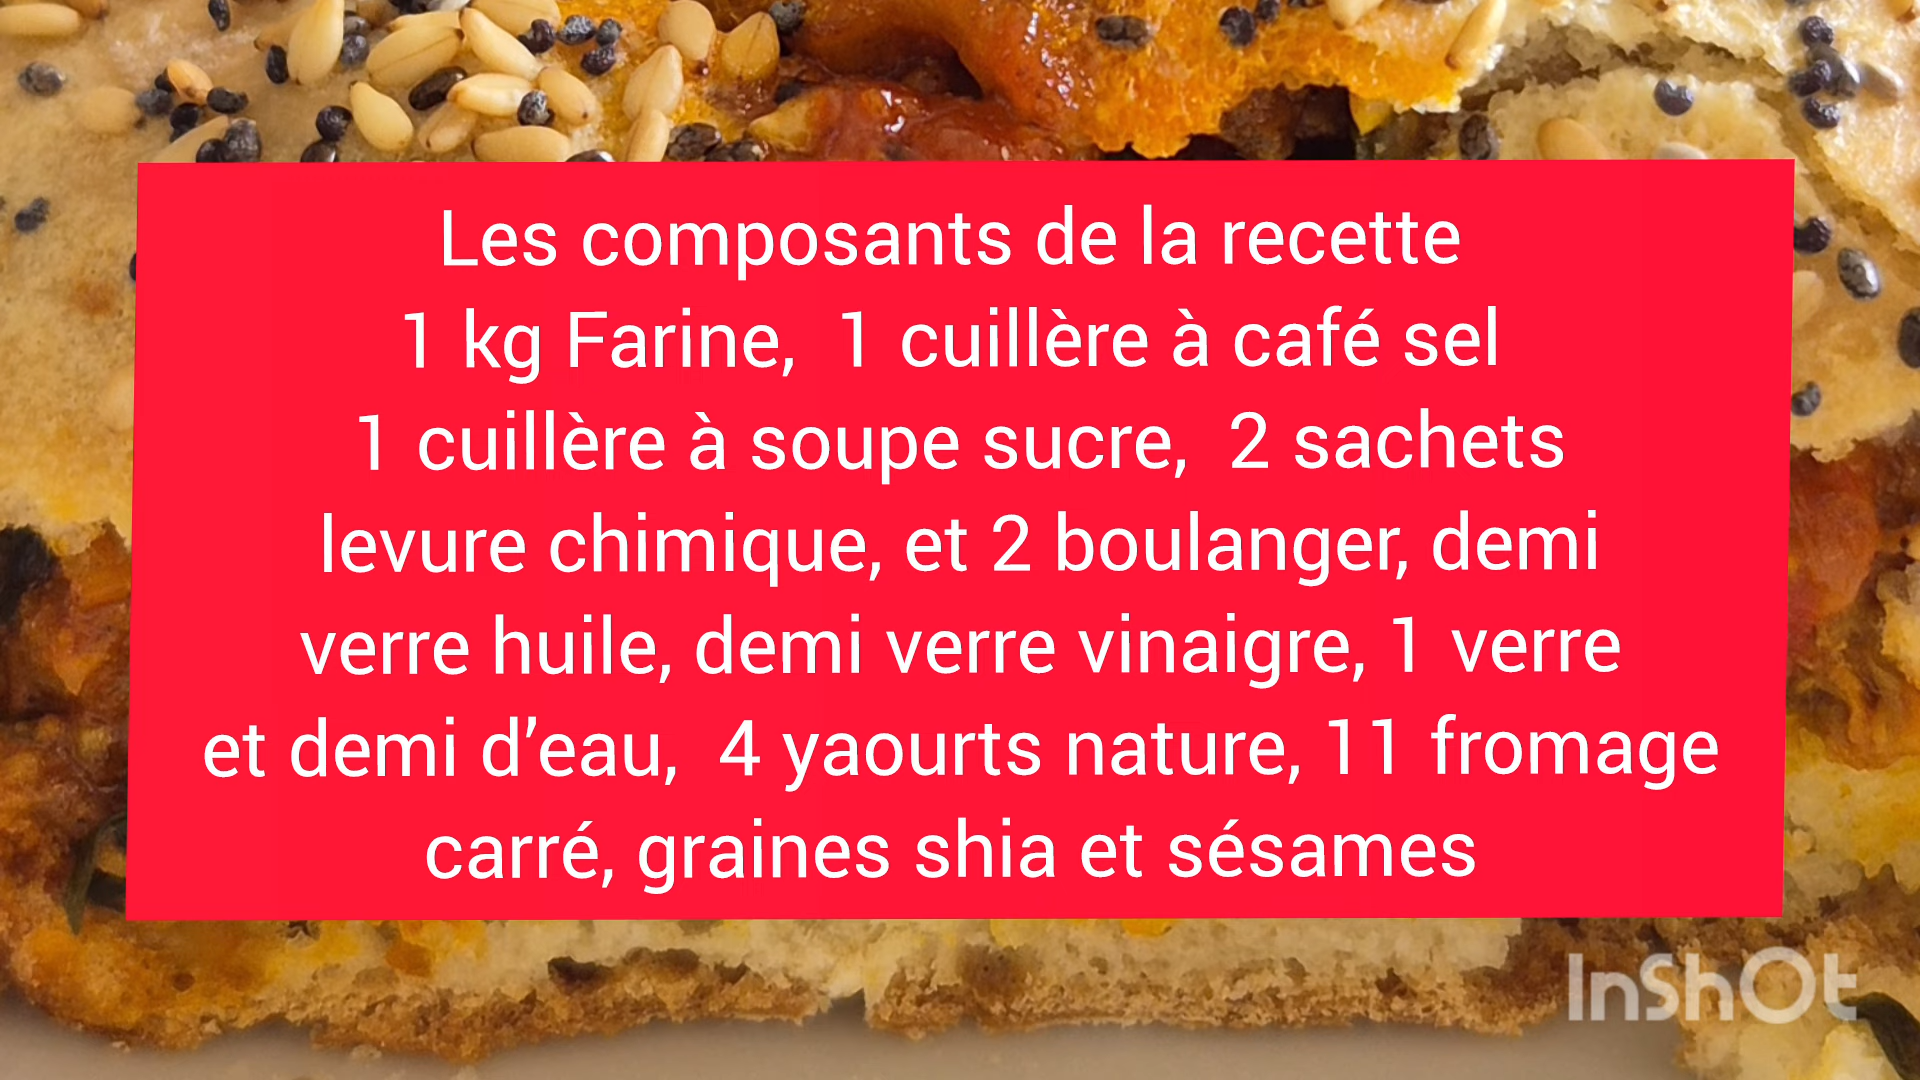 Les composants de la recette
1 kg Farine, 1 cuillère à café sel
1 cuillère à soupe sucre, 2 sachets
levure chimique, et 2 boulanger, demi
verre huile, demi verre vinaigre, 1 verre
et demi d’eau, 4 yaourts nature, 11 fromage
carré, graines shia et sésames
InShOt